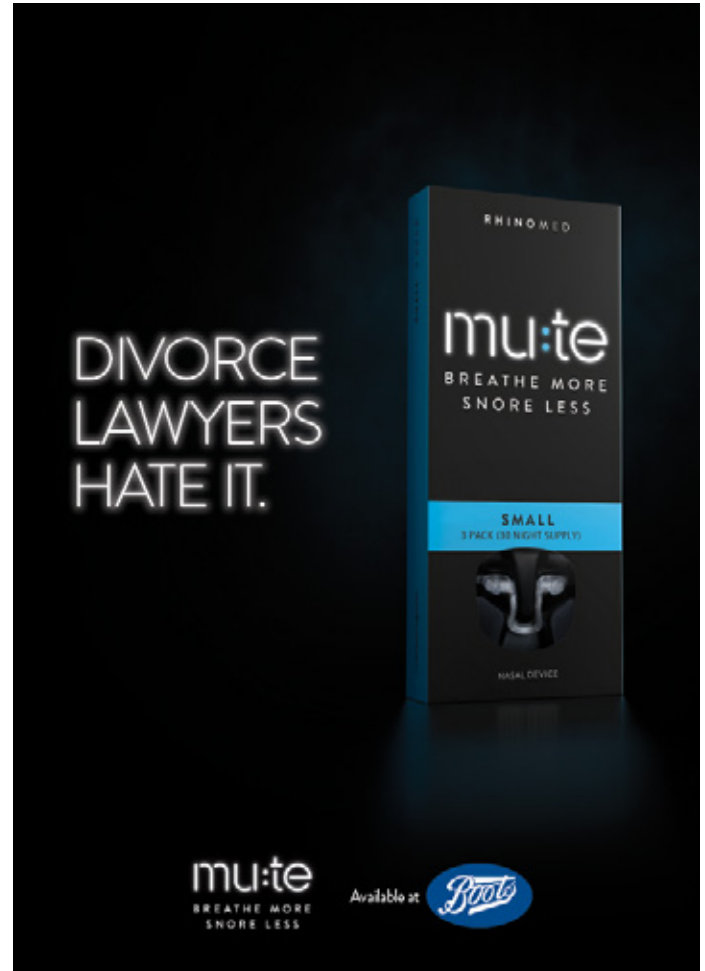 DIVORCE
LAWYERS
HATE IT.
RHINOMED
mu:te
BREATHE MORE
SNORE LESS
SMALL
3 PACK (30 NIGHT SUPPLY)
NASAL DEVICE
mu:te
BREATHE MORE
SNORE LESS
Available at
Boots